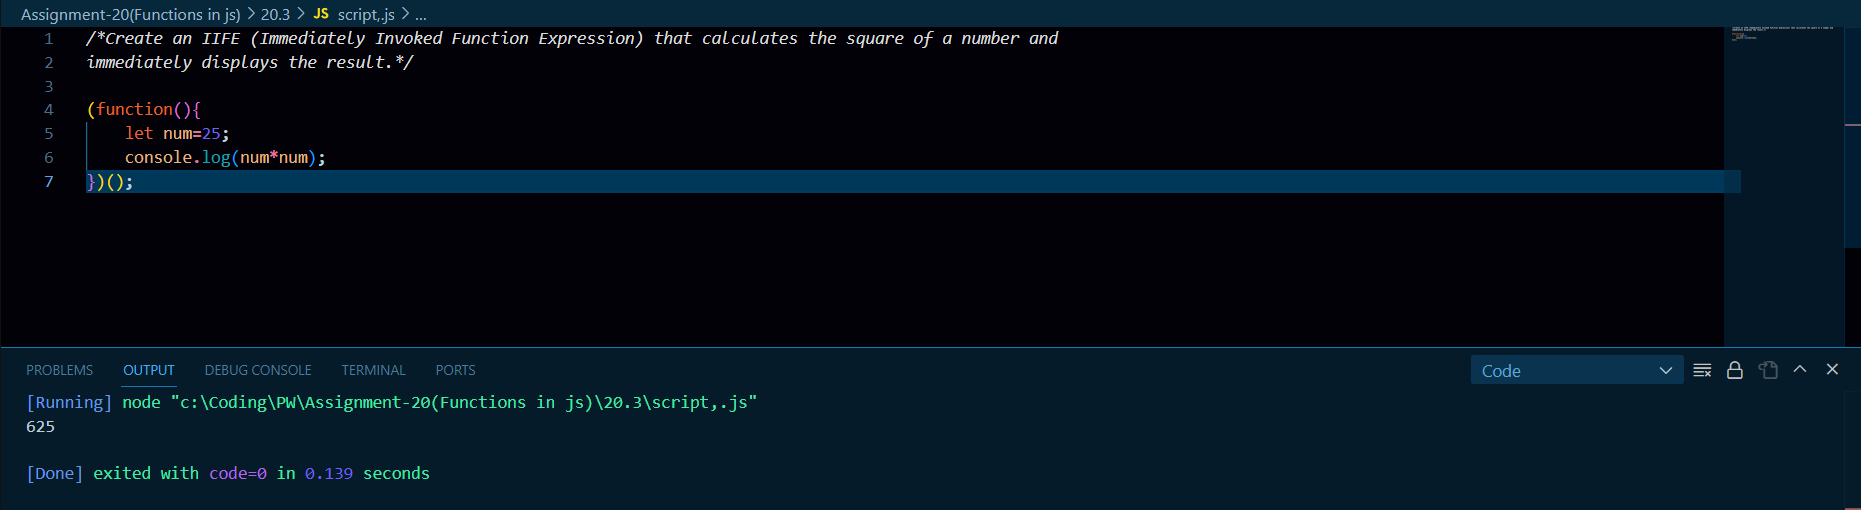 Assignment-20(Functions in js) > 20.3 > JS script,.js > ...
1 /*Create an IIFE (Immediately Invoked Function Expression) that calculates the square of a number and
2 immediately displays the result.*/
3
4 (function(){
5 let num=25;
6 console.log(num*num);
7 })();
PROBLEMS OUTPUT DEBUG CONSOLE TERMINAL PORTS Code
[Running] node "c:\Coding\PW\Assignment-20(Functions in js)\20.3\script,.js"
625
[Done] exited with code=0 in 0.139 seconds